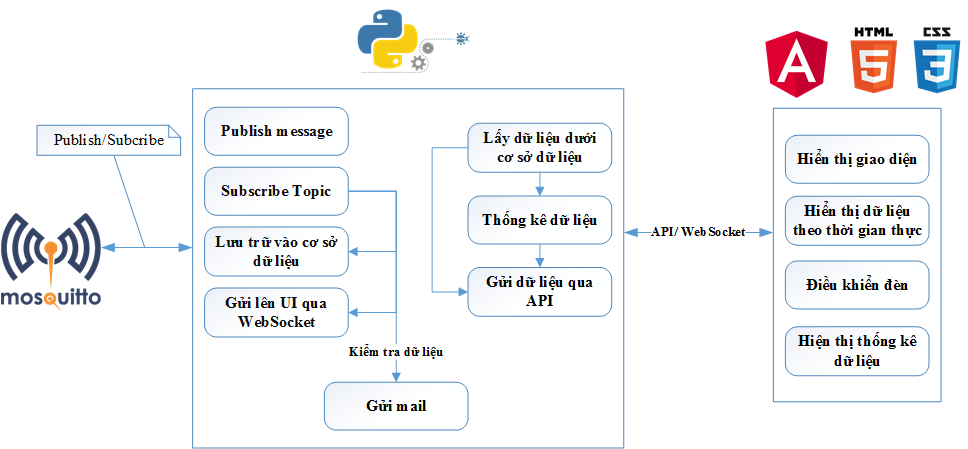 HTML
CSS
A
5
3
Publish/Subcribe
mosquitto
Publish message
Subscribe Topic
Lưu trữ vào cơ sở
dữ liệu
Gửi lên UI qua
WebSocket
Kiểm tra dữ liệu
Gửi mail
Lấy dữ liệu dưới
cơ sở dữ liệu
Thống kê dữ liệu
Gửi dữ liệu qua
API
API/ WebSocket
Hiển thị giao diện
Hiển thị dữ liệu
theo thời gian thực
Điều khiển đèn
Hiện thị thống kê
dữ liệu